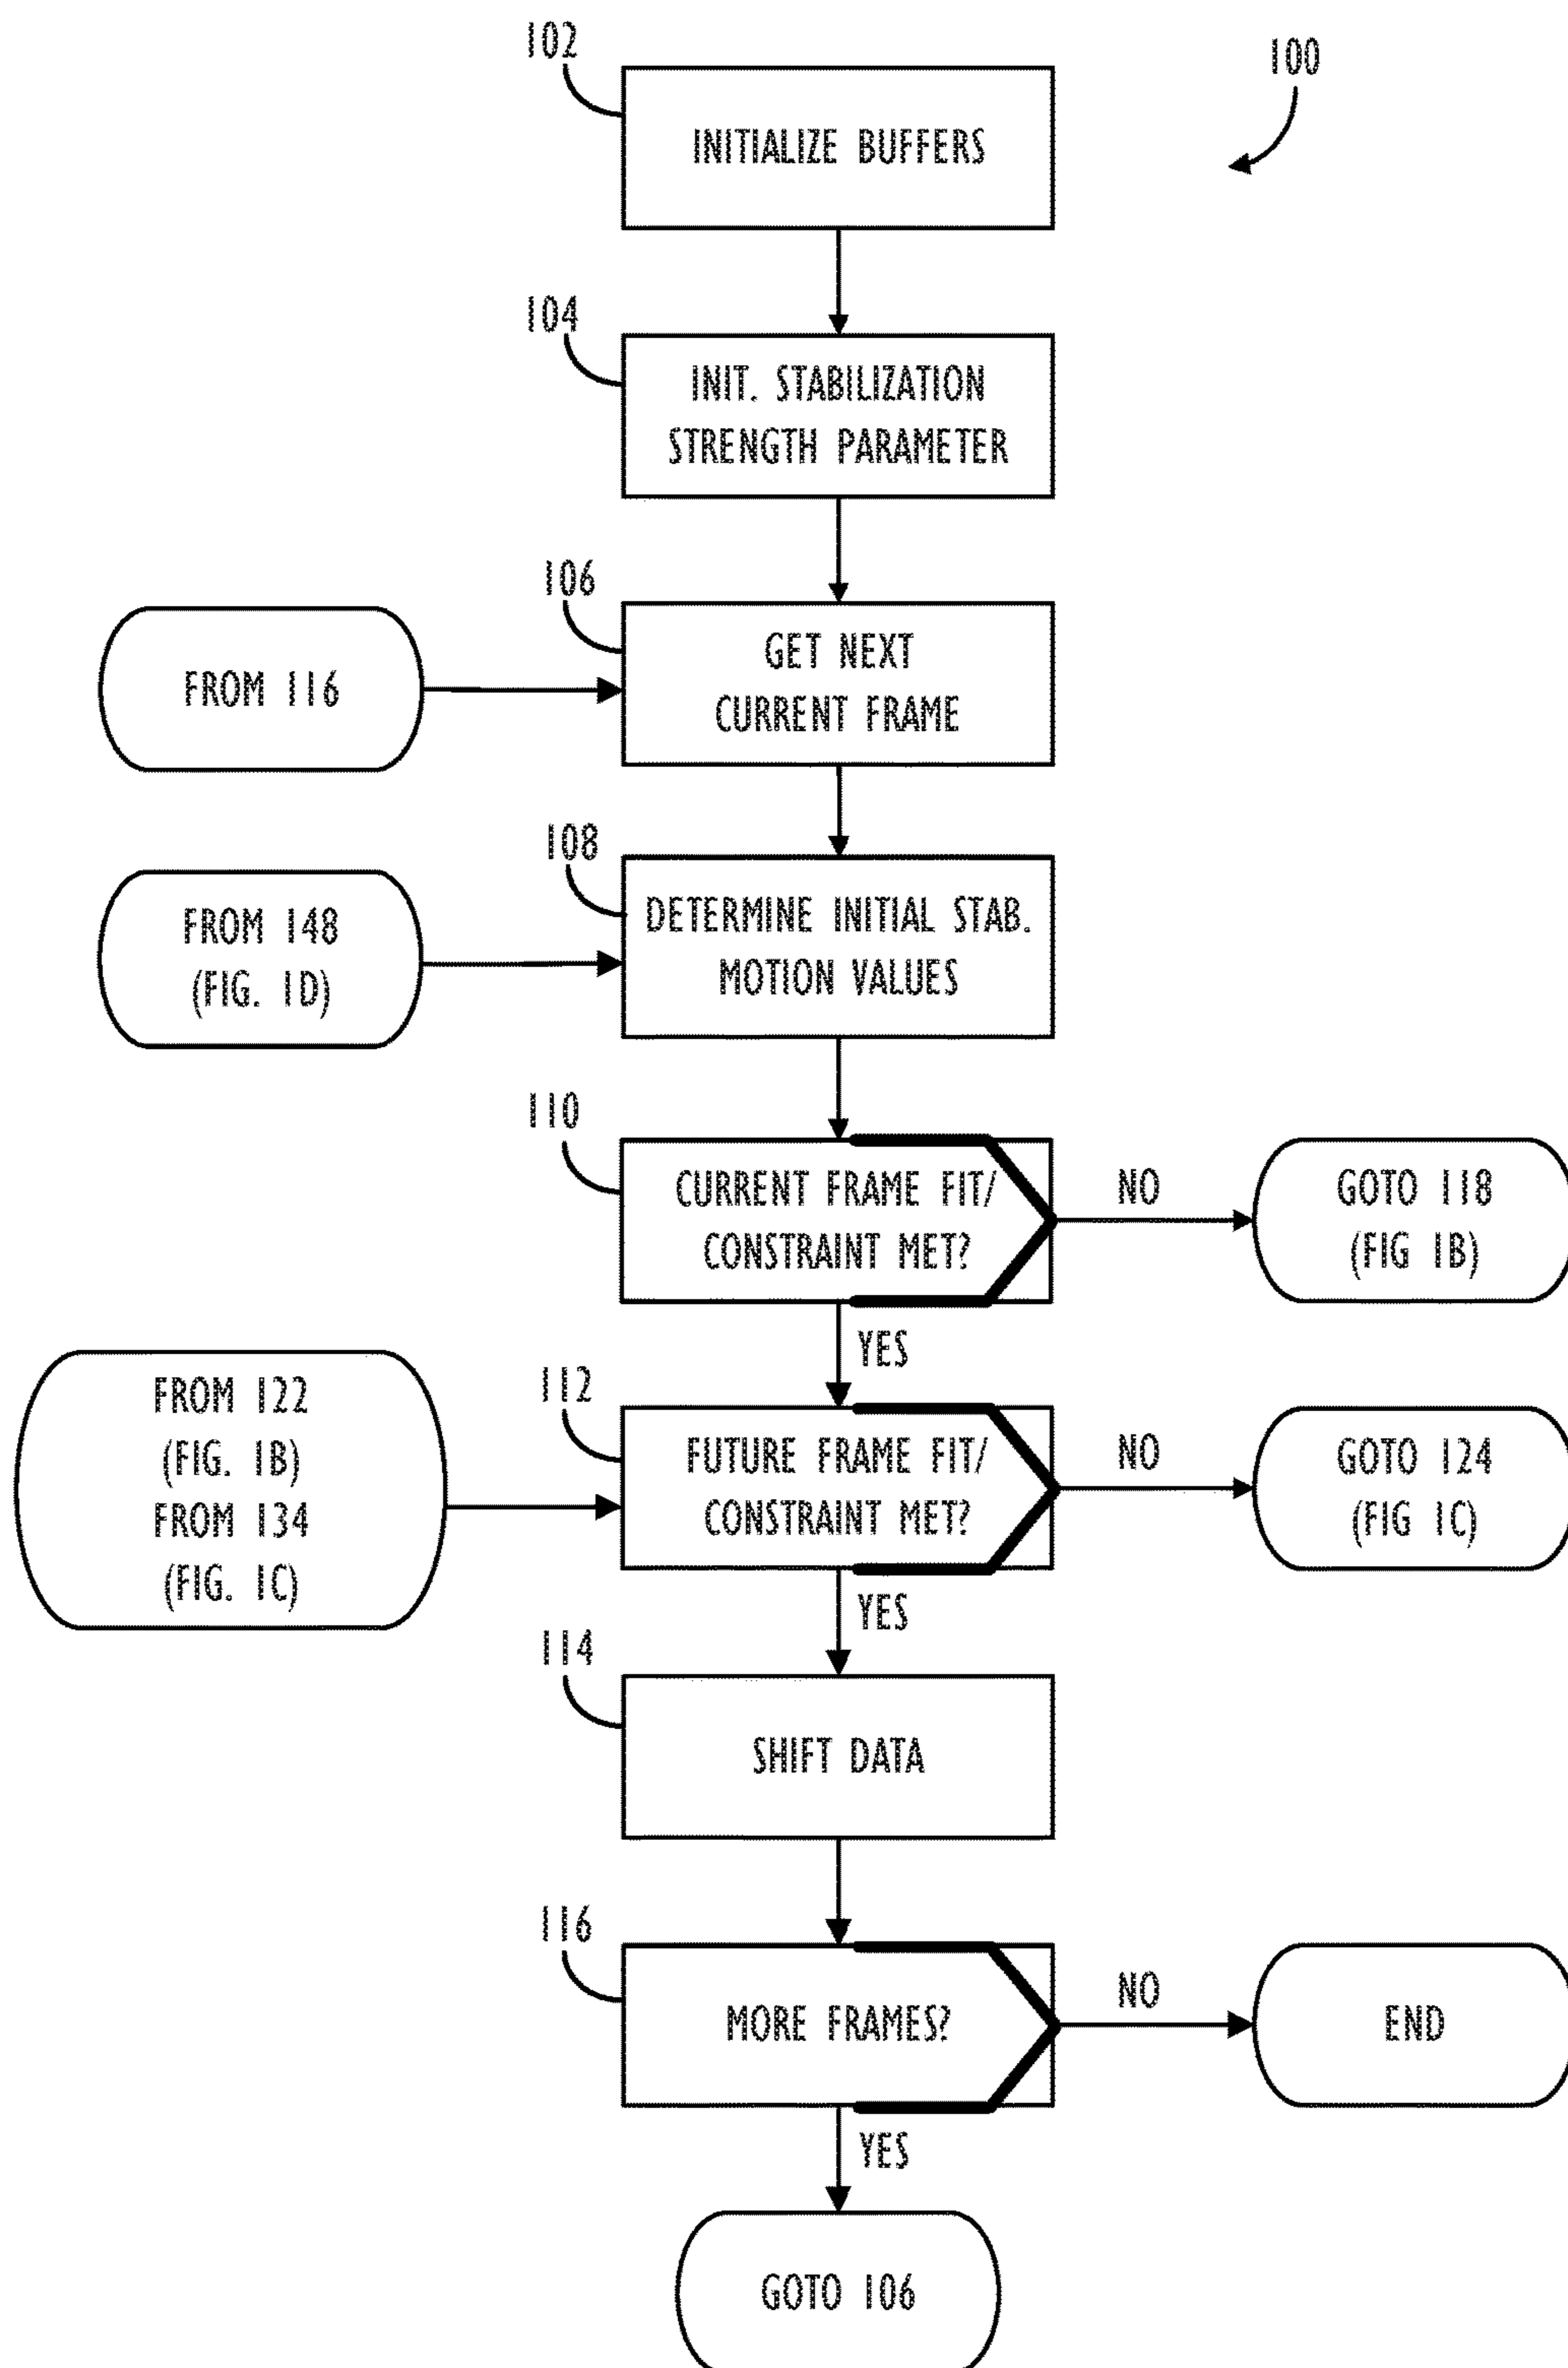 102
100
INITIALIZE BUFFERS
104
INIT. STABILIZATION
STRENGTH PARAMETER
106
FROM 116
GET NEXT
CURRENT FRAME
108
FROM 148
(FIG. 1D)
DETERMINE INITIAL STAB.
MOTION VALUES
110
CURRENT FRAME FIT/
CONSTRAINT MET?
NO
GOTO 118
(FIG 1B)
YES
FROM 122
(FIG. 1B)
FROM 134
(FIG. 1C)
112
FUTURE FRAME FIT/
CONSTRAINT MET?
NO
GOTO 124
(FIG 1C)
YES
114
SHIFT DATA
116
MORE FRAMES?
NO
END
YES
GOTO 106